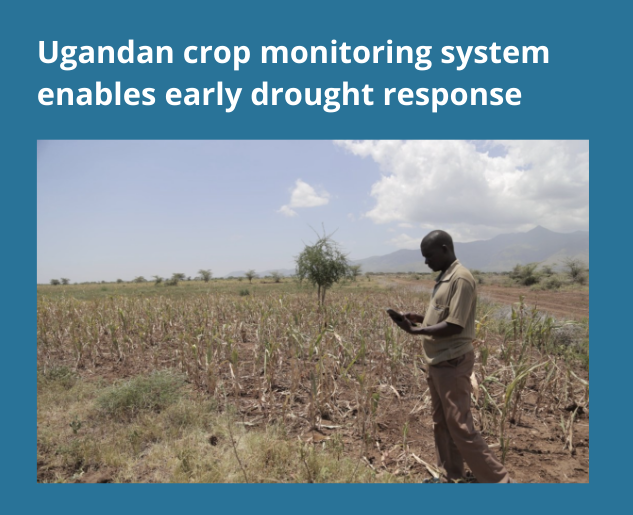 Ugandan crop monitoring system
enables early drought response